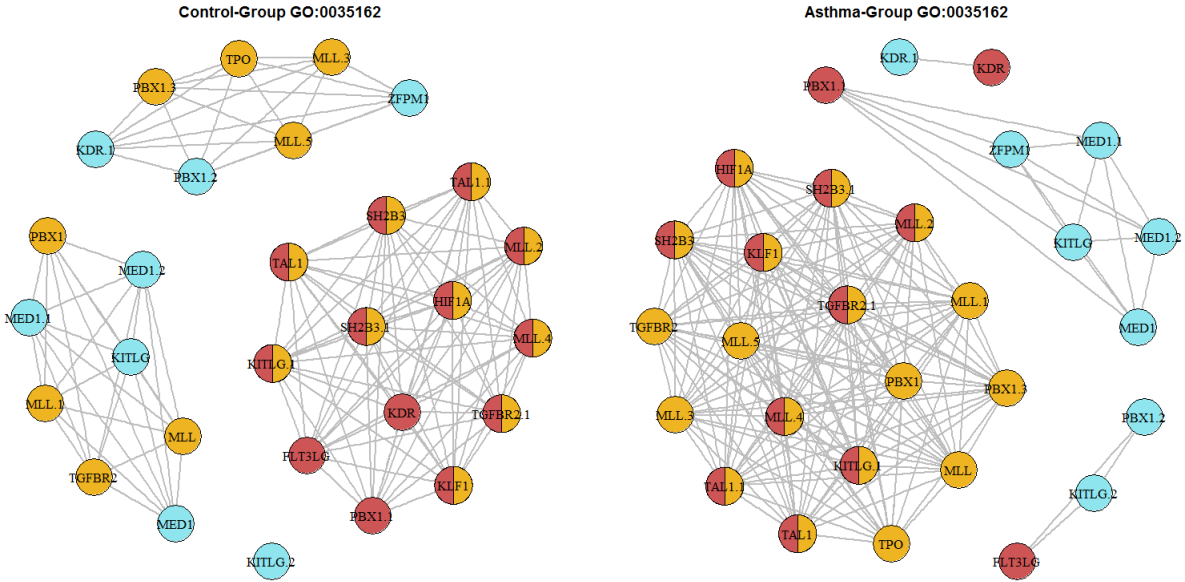 Control-Group GO:0035162
TPO
MLL.3
PBX1.3
ZFPM1
MLL.5
KDR.1
PBX1.2
TAL1.1
SH2B3
MLL.2
TAL1
HIF1A
SH2B3.1
MLL.4
KITLG.1
KDR
TGFBR2.1
FLT3LG
KLF1
PBX1.1
PBX1
MED1.2
MED1.1
KITLG
MLL.1
MLL
TGFBR2
MED1
KITLG.2
Asthma-Group GO:0035162
KDR.1
KDR
PBX1.1
MED1.1
ZFPM1
MED1.2
KITLG
MED1
HIF1A
SH2B3.1
MLL.2
SH2B3
KLF1
TGFBR2.1
MLL.1
TGFBR2
MLL.5
PBX1
PBX1.3
MLL.3
MLL.4
KITLG.1
MLL
TAL1.1
TAL1
TPO
PBX1.2
KITLG.2
FLT3LG